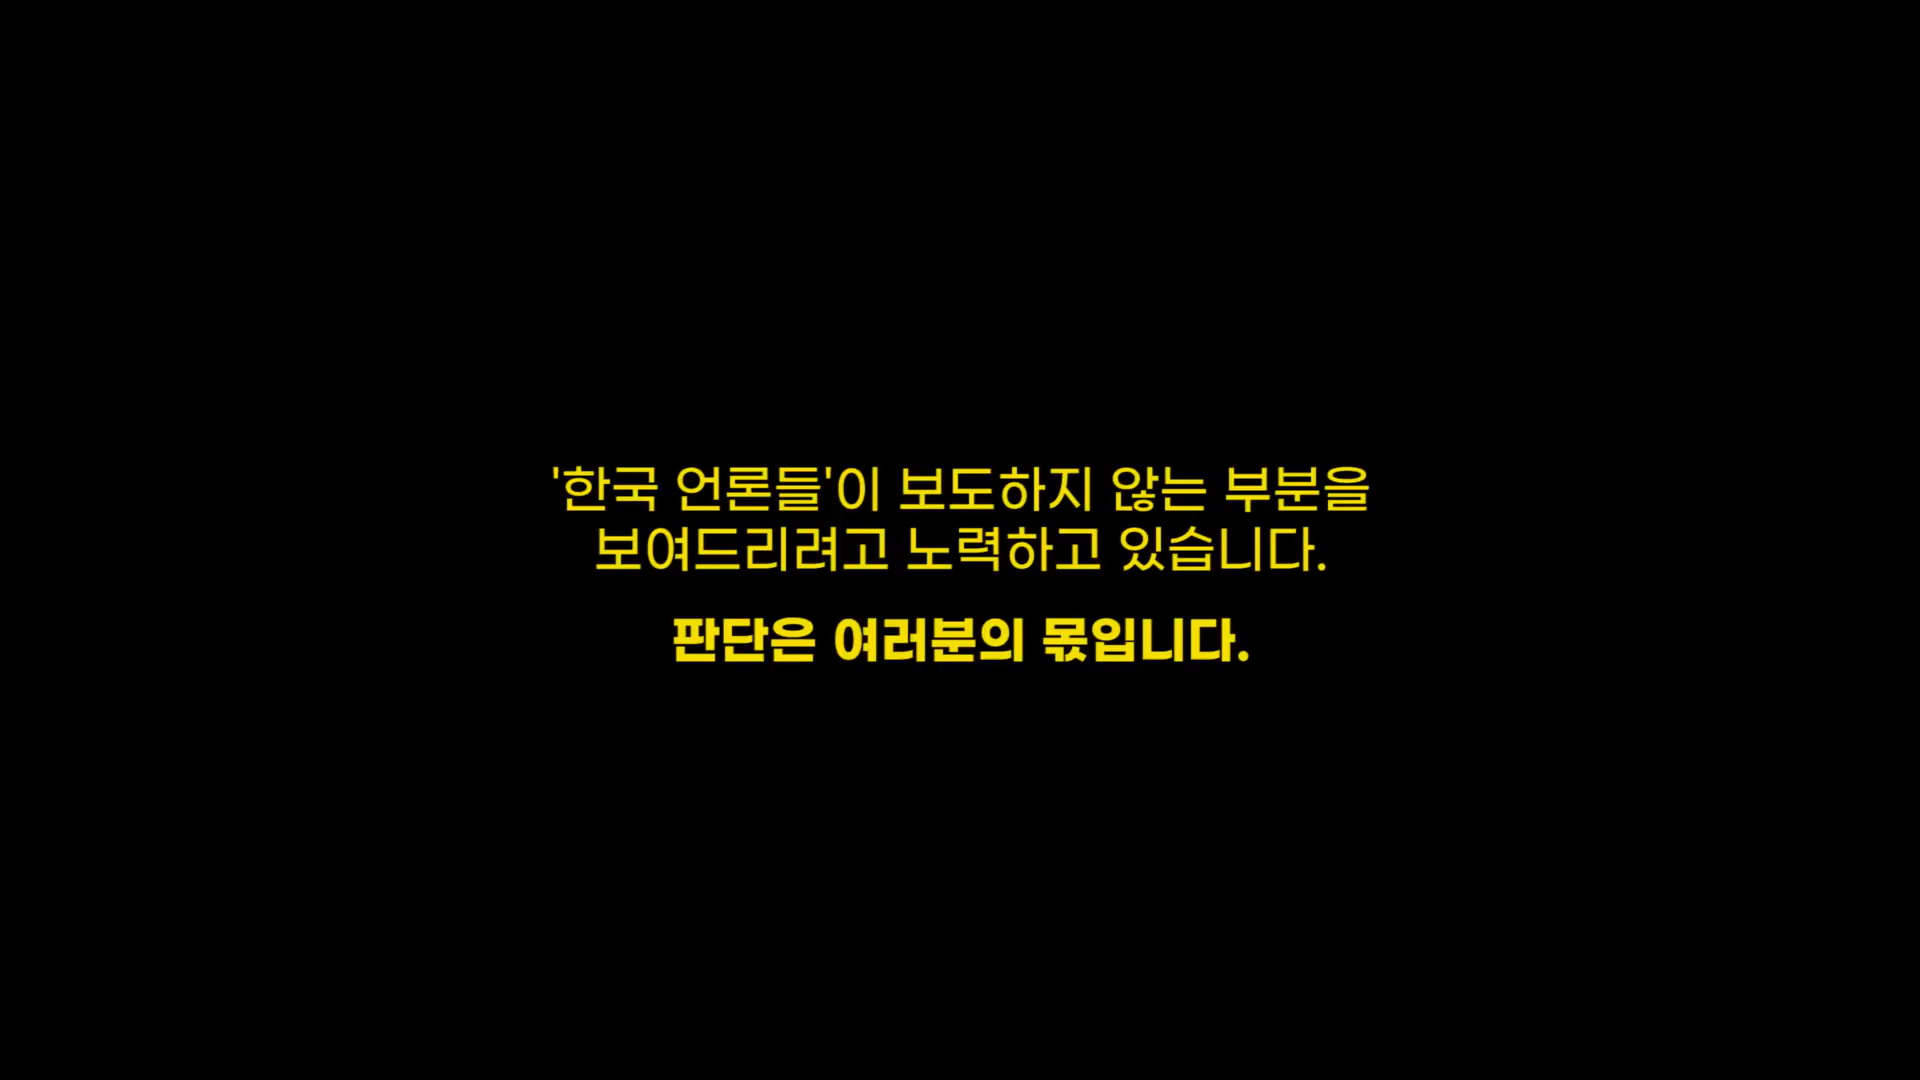 '한국 언론들'이 보도하지 않는 부분을
보여드리려고 노력하고 있습니다.
판단은 여러분의 몫입니다.